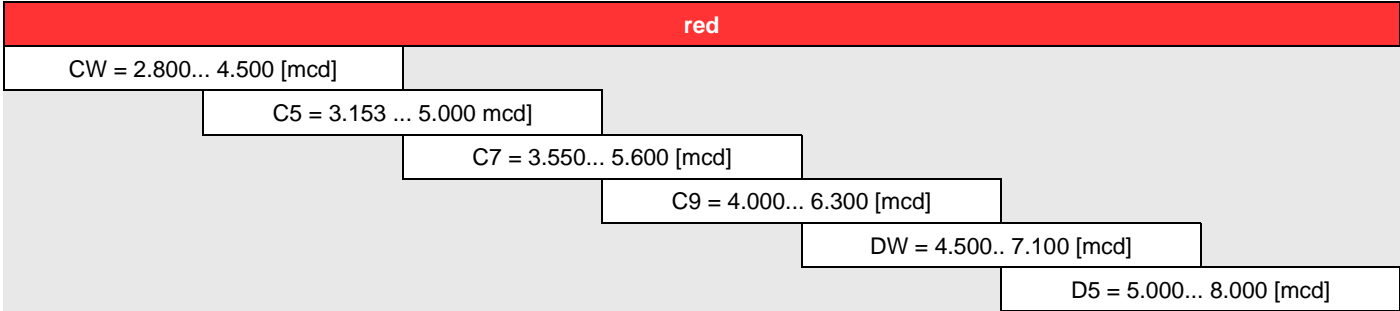 red
CW = 2.800... 4.500 [mcd]
C5 = 3.153 ... 5.000 mcd]
C7 = 3.550... 5.600 [mcd]
C9 = 4.000... 6.300 [mcd]
DW = 4.500.. 7.100 [mcd]
D5 = 5.000... 8.000 [mcd]